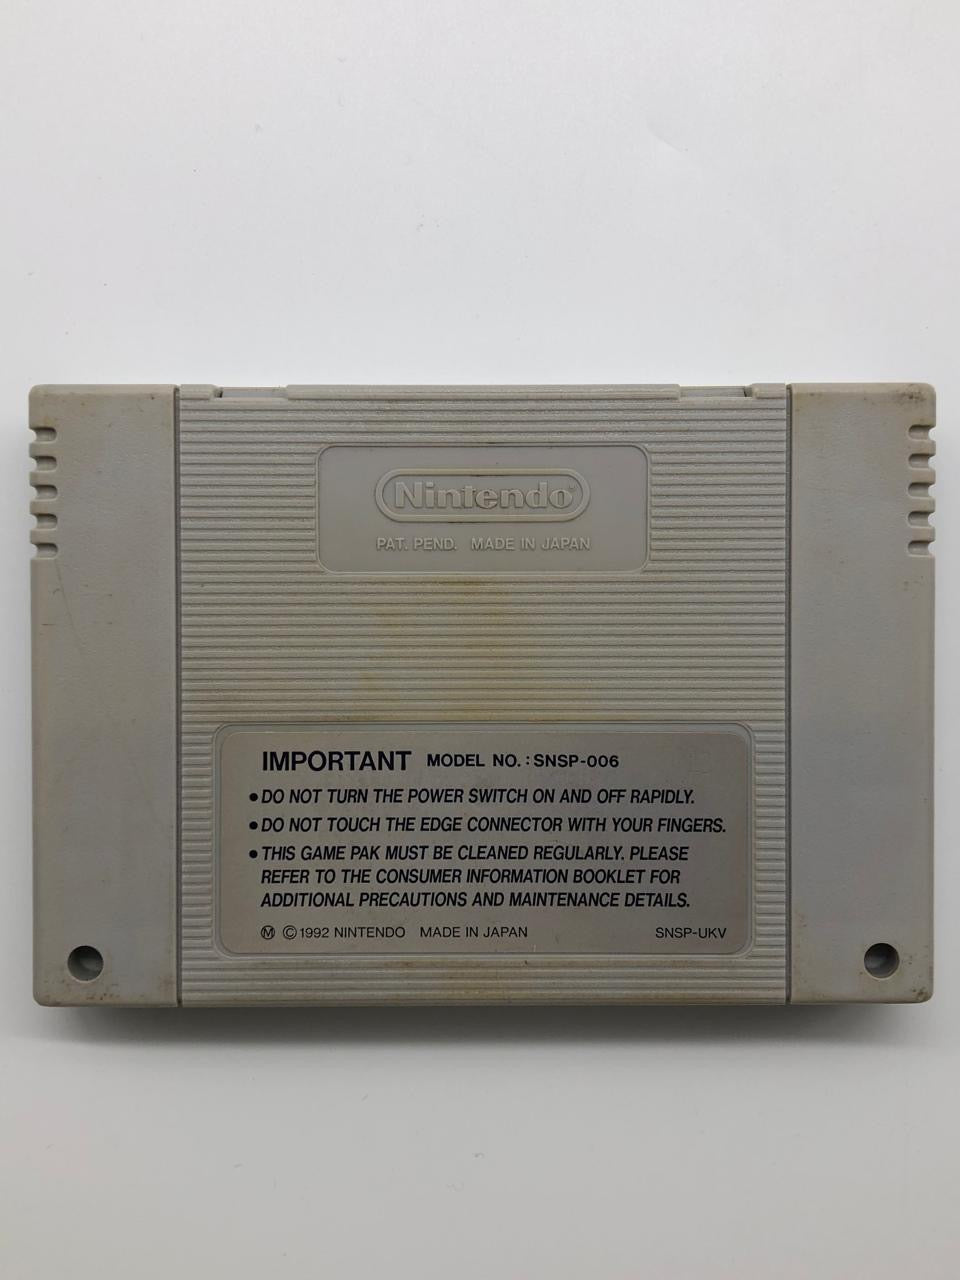 Nintendo®
PAT. PEND. MADE IN JAPAN
IMPORTANT MODEL NO. : SNSP-006
• DO NOT TURN THE POWER SWITCH ON AND OFF RAPIDLY.
• DO NOT TOUCH THE EDGE CONNECTOR WITH YOUR FINGERS.
• THIS GAME PAK MUST BE CLEANED REGULARLY. PLEASE
REFER TO THE CONSUMER INFORMATION BOOKLET FOR
ADDITIONAL PRECAUTIONS AND MAINTENANCE DETAILS.
Ⓜ ©1992 NINTENDO MADE IN JAPAN SNSP-UKV